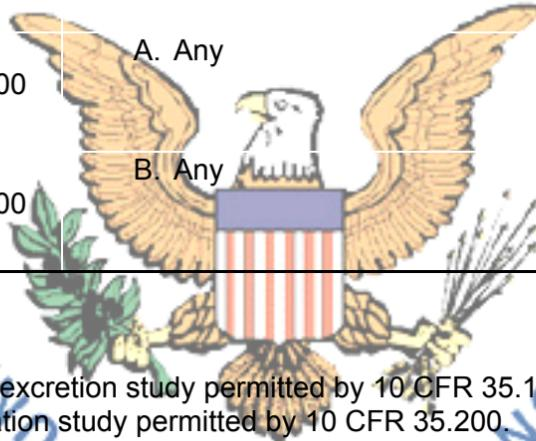 A. Any
00
B. Any
00
excretion study permitted by 10 CFR 35.1
tion study permitted by 10 CFR 35.200.